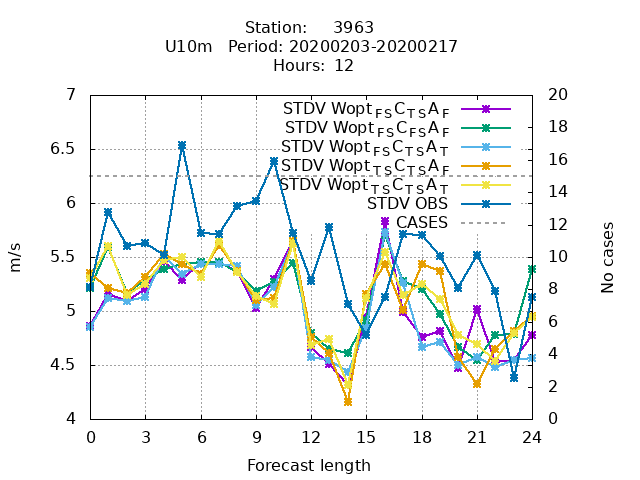 Station: 3963
U10m Period: 20200203-20200217
Hours: 12
7
6.5
6
5.5
5
4.5
4
m/s
20
18
16
14
12
10
8
6
4
2
0
No cases
STDV Wopt FS C TS A F
STDV Wopt FS C FS A F
STDV Wopt FS C TS A T
STDV Wopt TS C TS A F
STDV Wopt TS C TS A T
STDV OBS
CASES
0 3 6 9 12 15 18 21 24
Forecast length